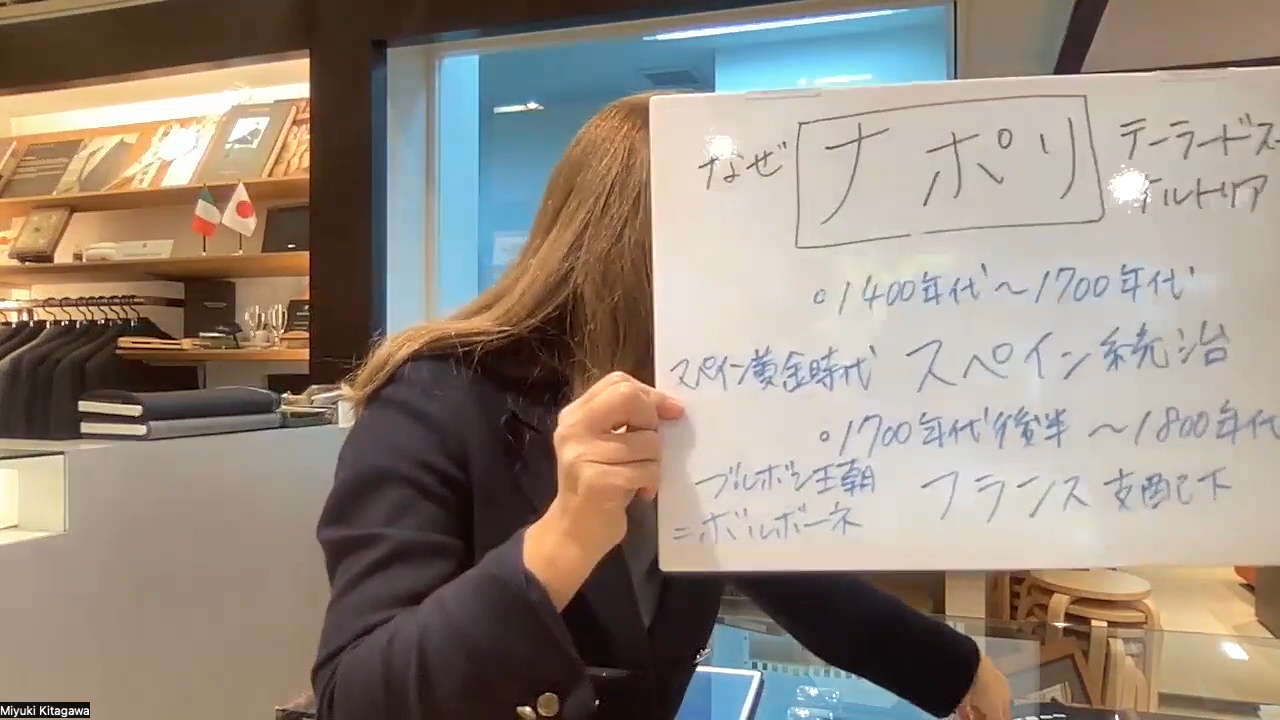 なぜ ナポリ テーラードス
ルトリア
○1400年代～1700年代
スペイン黄金時代 スペイン統治
○1700年代後半～1800年代
ブルボン王朝 フランス支配下
=ボルボーネ
Miyuki Kitagawa